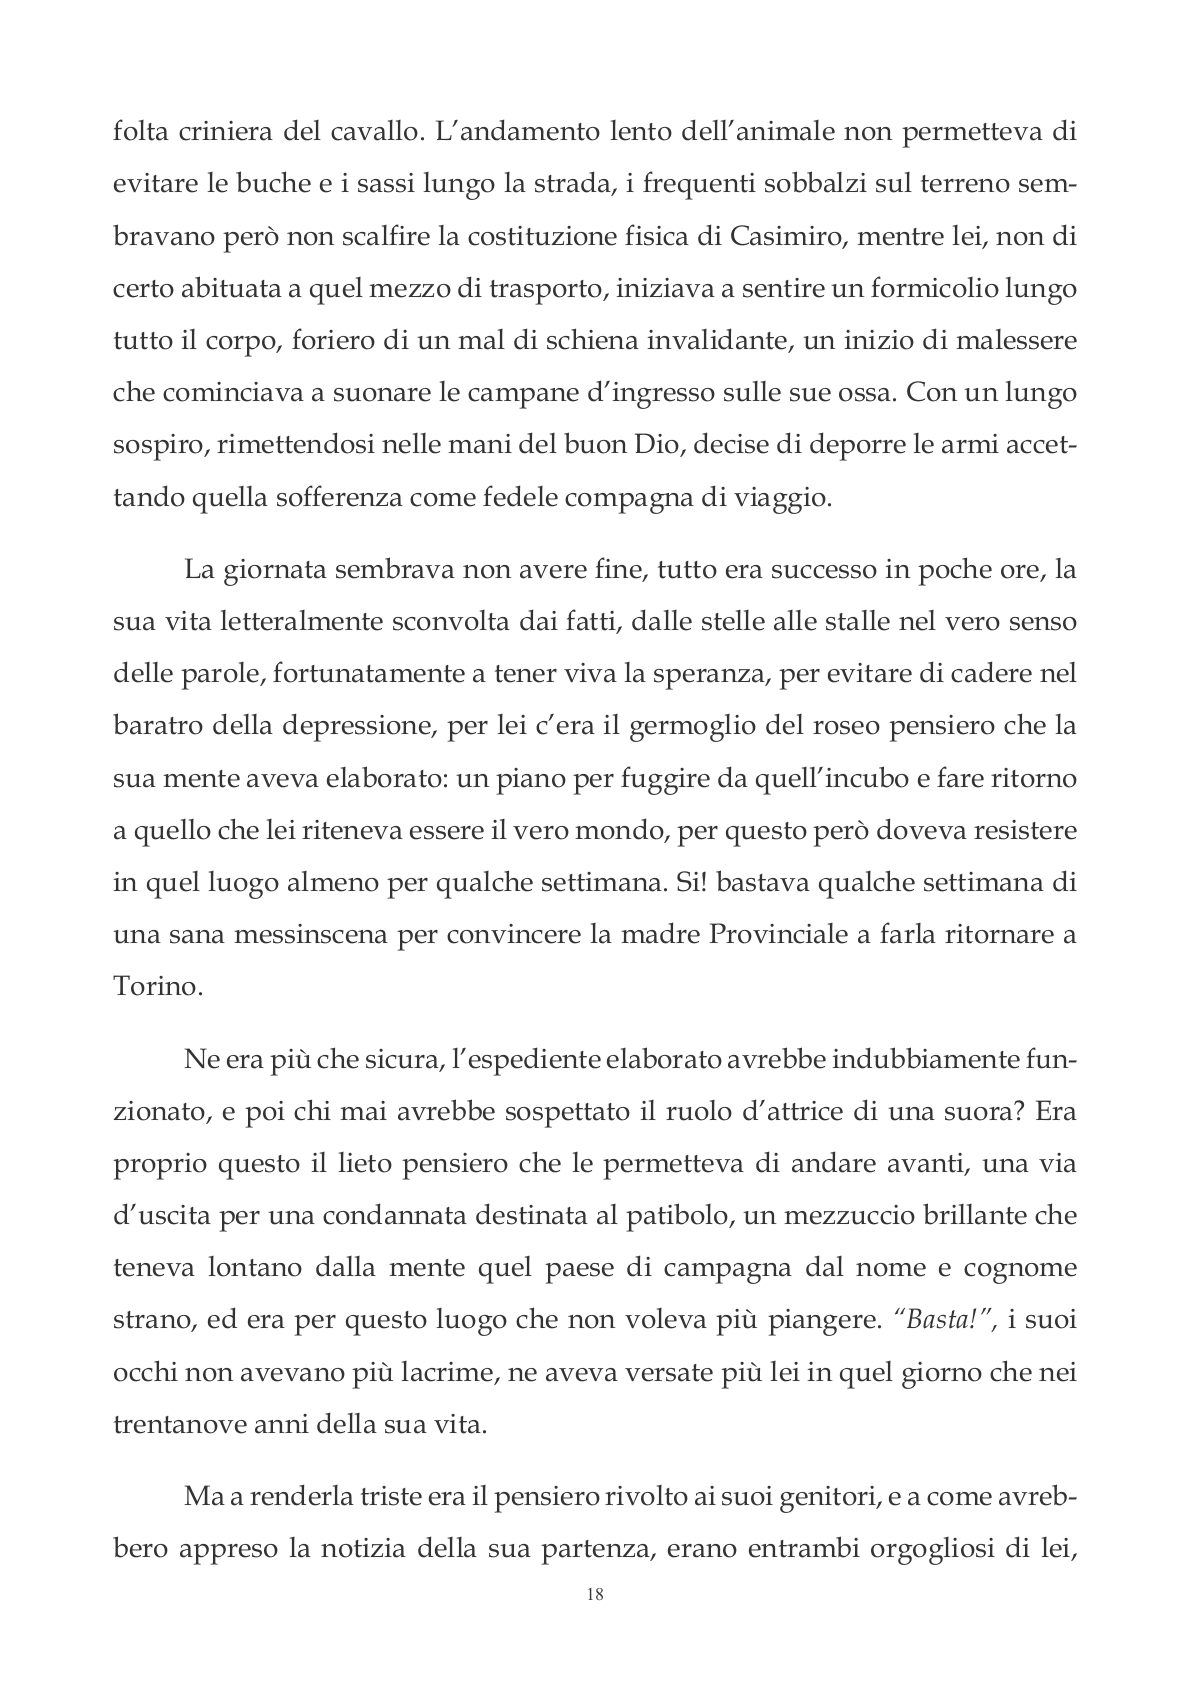 folta criniera del cavallo. L’andamento lento dell’animale non permetteva di
evitare le buche e i sassi lungo la strada, i frequenti sobbalzi sul terreno sem-
bravano però non scalfire la costituzione fisica di Casimiro, mentre lei, non di
certo abituata a quel mezzo di trasporto, iniziava a sentire un formicolio lungo
tutto il corpo, foriero di un mal di schiena invalidante, un inizio di malessere
che cominciava a suonare le campane d’ingresso sulle sue ossa. Con un lungo
sospiro, rimettendosi nelle mani del buon Dio, decise di deporre le armi accet-
tando quella sofferenza come fedele compagna di viaggio.
La giornata sembrava non avere fine, tutto era successo in poche ore, la
sua vita letteralmente sconvolta dai fatti, dalle stelle alle stalle nel vero senso
delle parole, fortunatamente a tener viva la speranza, per evitare di cadere nel
baratro della depressione, per lei c’era il germoglio del roseo pensiero che la
sua mente aveva elaborato: un piano per fuggire da quell’incubo e fare ritorno
a quello che lei riteneva essere il vero mondo, per questo però doveva resistere
in quel luogo almeno per qualche settimana. Si! bastava qualche settimana di
una sana messinscena per convincere la madre Provinciale a farla ritornare a
Torino.
Ne era più che sicura, l’espediente elaborato avrebbe indubbiamente fun-
zionato, e poi chi mai avrebbe sospettato il ruolo d’attrice di una suora? Era
proprio questo il lieto pensiero che le permetteva di andare avanti, una via
d’uscita per una condannata destinata al patibolo, un mezzuccio brillante che
teneva lontano dalla mente quel paese di campagna dal nome e cognome
strano, ed era per questo luogo che non voleva più piangere. “Basta!”, i suoi
occhi non avevano più lacrime, ne aveva versate più lei in quel giorno che nei
trentanove anni della sua vita.
Ma a renderla triste era il pensiero rivolto ai suoi genitori, e a come avreb-
bero appreso la notizia della sua partenza, erano entrambi orgogliosi di lei,
18